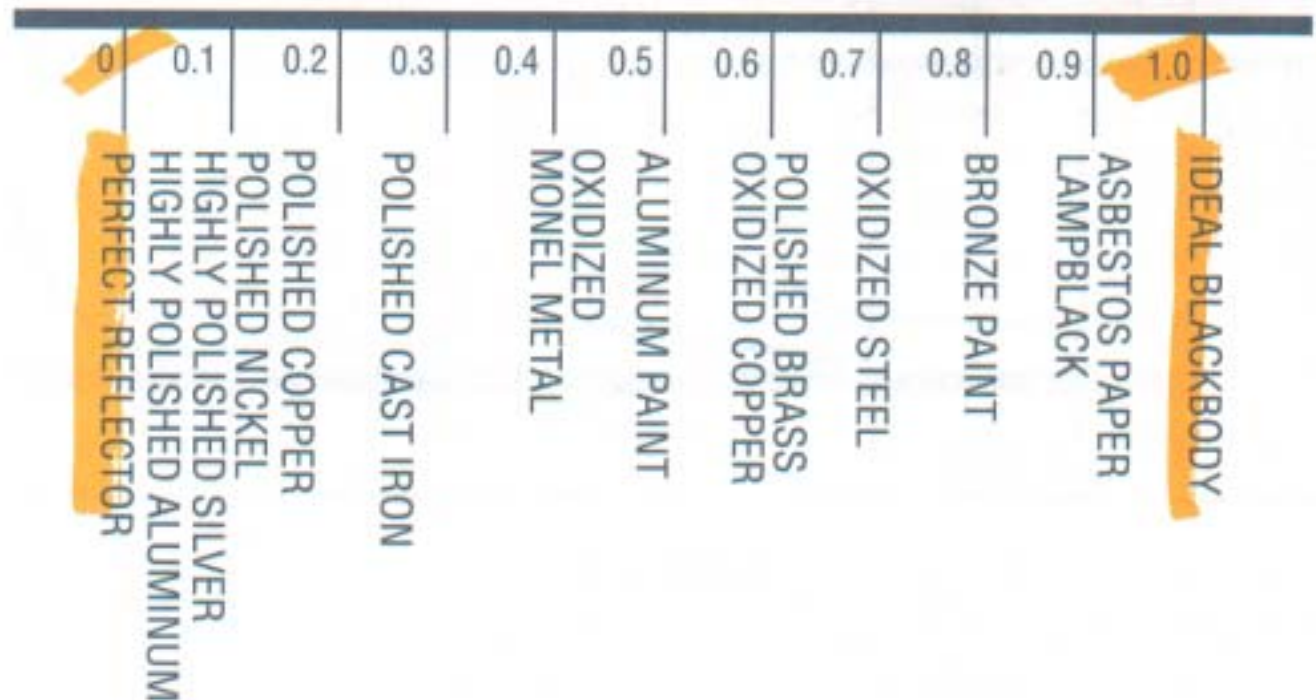 0 0.1 0.2 0.3 0.4 0.5 0.6 0.7 0.8 0.9 1.0
PERFECT REFLECTOR
HIGHLY POLISHED ALUMINUM
HIGHLY POLISHED SILVER
POLISHED NICKEL
POLISHED COPPER
POLISHED CAST IRON
OXIDIZED
MONEL METAL
ALUMINUM PAINT
POLISHED BRASS
OXIDIZED COPPER
OXIDIZED STEEL
BRONZE PAINT
ASBESTOS PAPER
LAMPBLACK
IDEAL BLACKBODY